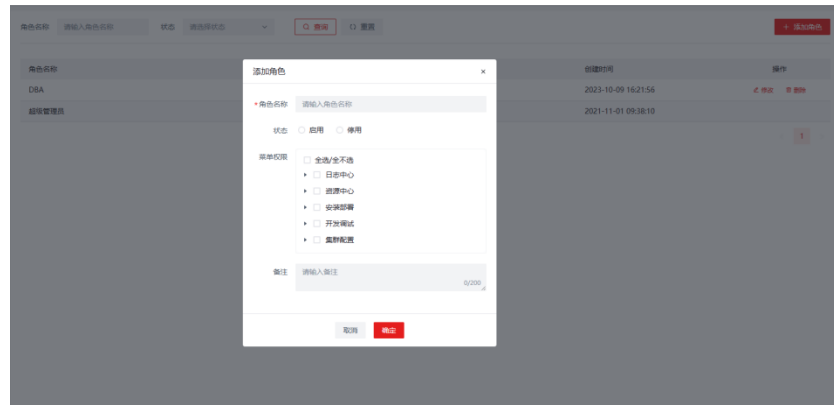 角色名称 请输入角色名称 状态 请选择状态 查询 重置 + 添加角色
角色名称 创建时间 操作
DBA 2023-10-09 16:21:56 修改 删除
超级管理员 2021-11-01 09:38:10
1
添加角色 ×
*角色名称 请输入角色名称
状态 启用 停用
菜单权限 全选/全不选
日志中心
资源中心
安装部署
开发调试
集群配置
备注 请输入备注
0/200
取消 确定